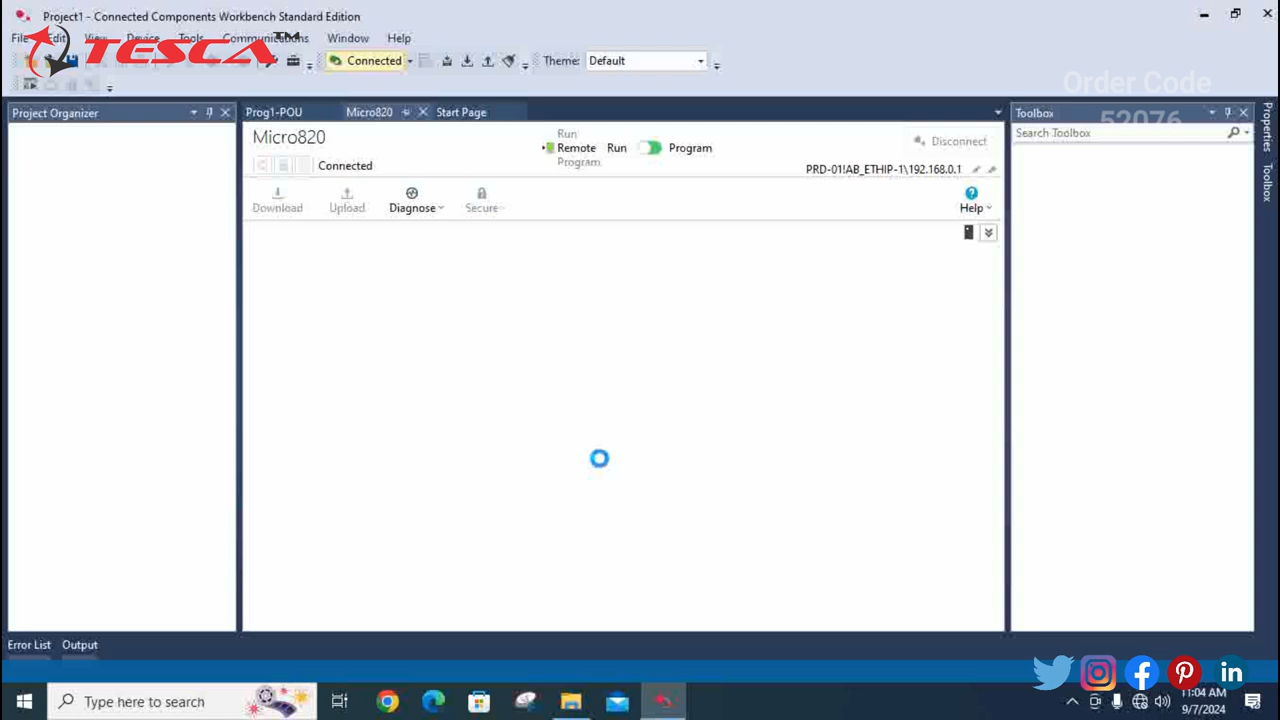 Project1 - Connected Components Workbench Standard Edition
File Edit View Device Tools Communications Window Help
TESCA™
Connected
Theme: Default
Order Code
52076
Project Organizer
Prog1-POU
Micro820
Start Page
Toolbox
Search Toolbox
Properties
Toolbox
Micro820
Run
Remote
Program
Run
Program
Disconnect
Connected
PRD-01!AB_ETHIP-1\192.168.0.1
Download
Upload
Diagnose
Secure
Help
Error List
Output
Type here to search
11:04 AM
9/7/2024